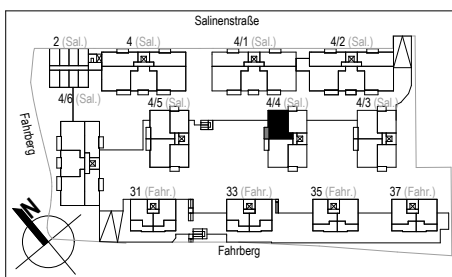 Salinenstraße
2 (Sal.) 4 (Sal.) 4/1 (Sal.) 4/2 (Sal.)
4/6 (Sal.) 4/5 (Sal.) 4/4 (Sal.) 4/3 (Sal.)
Fahrberg
31 (Fahr.) 33 (Fahr.) 35 (Fahr.) 37 (Fahr.)
N
Fahrberg